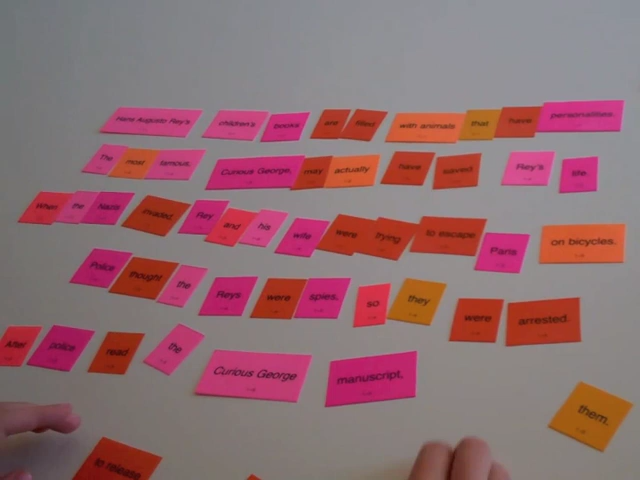 Hans Augusto Rey's children's books are filled with animals that have personalities.
The most famous, Curious George, may actually have saved Rey's life.
When the Nazis invaded Rey and his wife were trying to escape Paris on bicycles.
Police thought the Reys were spies, so they were arrested.
After police read the Curious George manuscript, them.
to release